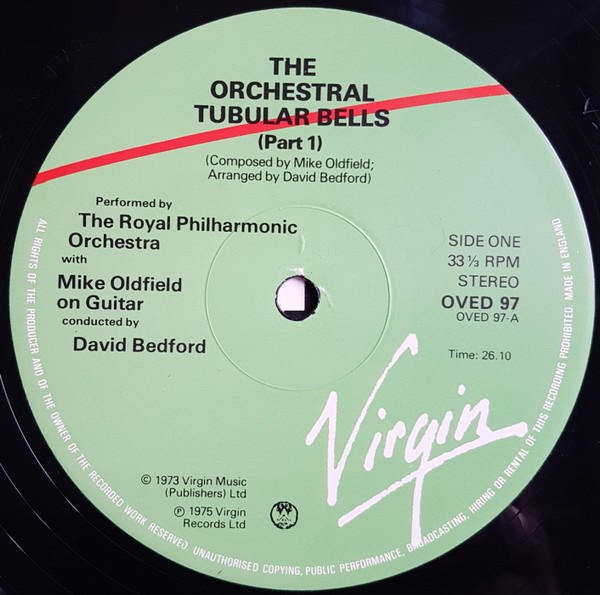 THE
ORCHESTRAL
TUBULAR BELLS
(Part 1)
(Composed by Mike Oldfield;
Arranged by David Bedford)
Performed by
The Royal Philharmonic
Orchestra
with
Mike Oldfield
on Guitar
conducted by
David Bedford
SIDE ONE
33 ⅓ RPM
STEREO
OVED 97
OVED 97-A
Time: 26.10
Virgin
© 1973 Virgin Music
(Publishers) Ltd
℗ 1975 Virgin
Records Ltd
ALL RIGHTS OF THE PRODUCER AND OF THE OWNER OF THE RECORDED WORK RESERVED. UNAUTHORISED COPYING, PUBLIC PERFORMANCE, BROADCASTING, HIRING OR RENTAL OF THIS RECORDING PROHIBITED MADE IN ENGLAND